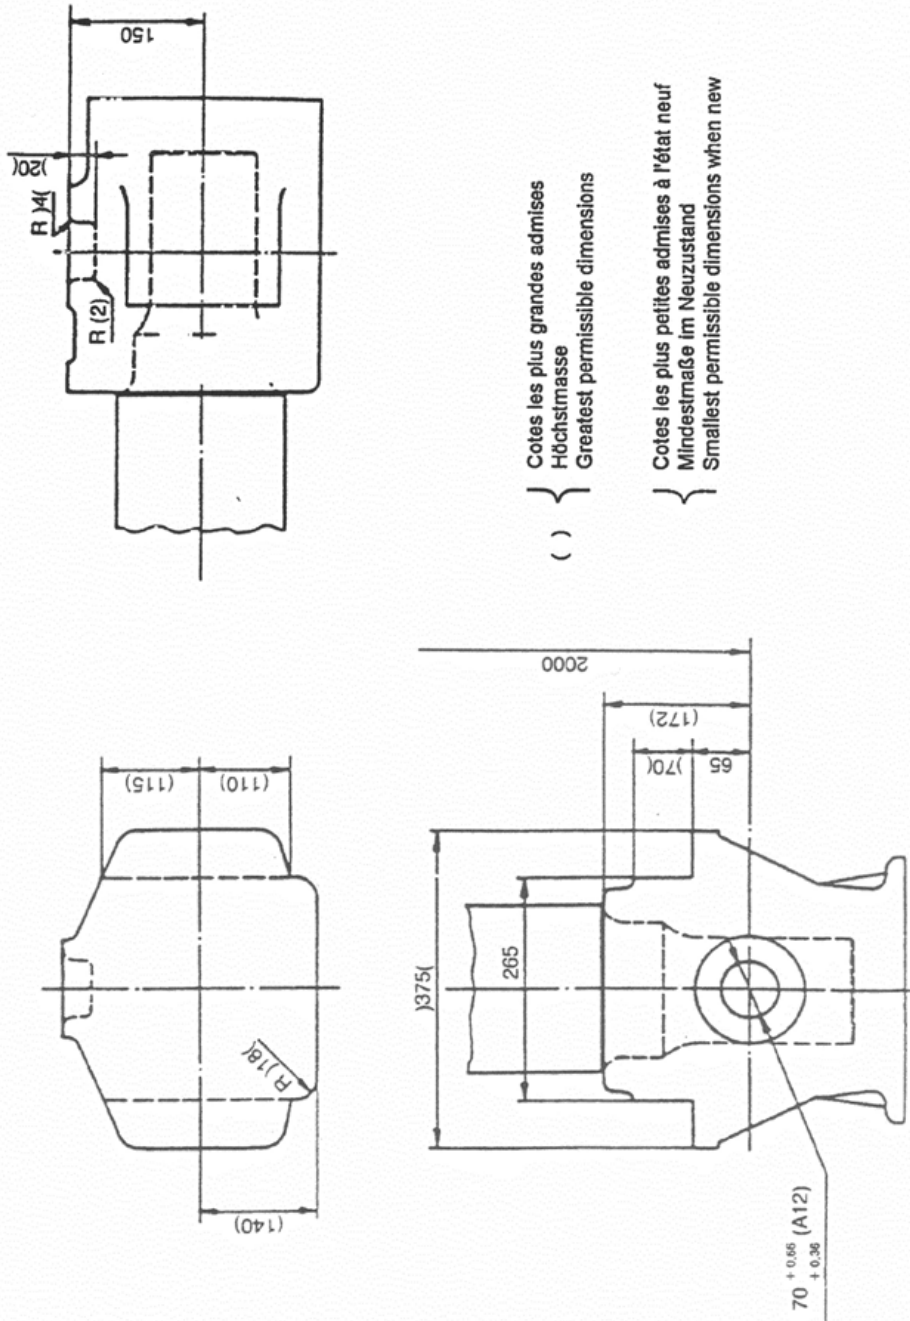 150
)20(
R )4(
R (2)
( )
Cotes les plus grandes admises
Höchstmasse
Greatest permissible dimensions
Cotes les plus petites admises à l'état neuf
Mindestmaße im Neuzustand
Smallest permissible dimensions when new
(115)
(110)
R )18(
(140)
2000
(172)
)70(
65
)375(
265
70 + 0,66 + 0,36 (A12)